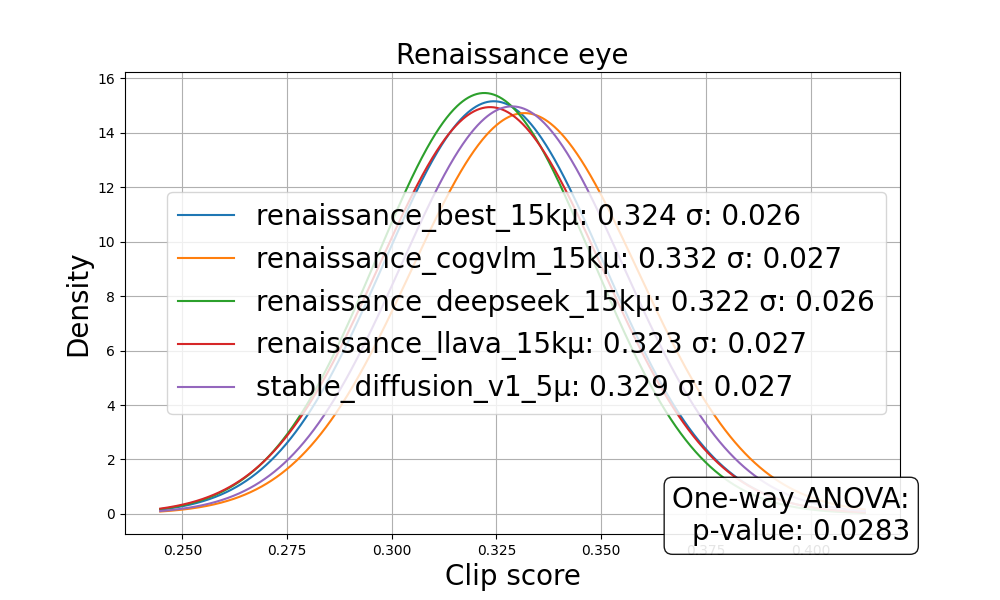 Renaissance eye
16
14
12
10
8
6
4
2
0
Density
renaissance_best_15kμ: 0.324 σ: 0.026
renaissance_cogvlm_15kμ: 0.332 σ: 0.027
renaissance_deepseek_15kμ: 0.322 σ: 0.026
renaissance_llava_15kμ: 0.323 σ: 0.027
stable_diffusion_v1_5μ: 0.329 σ: 0.027
One-way ANOVA:
p-value: 0.0283
0.250 0.275 0.300 0.325 0.350 0.375 0.400
Clip score